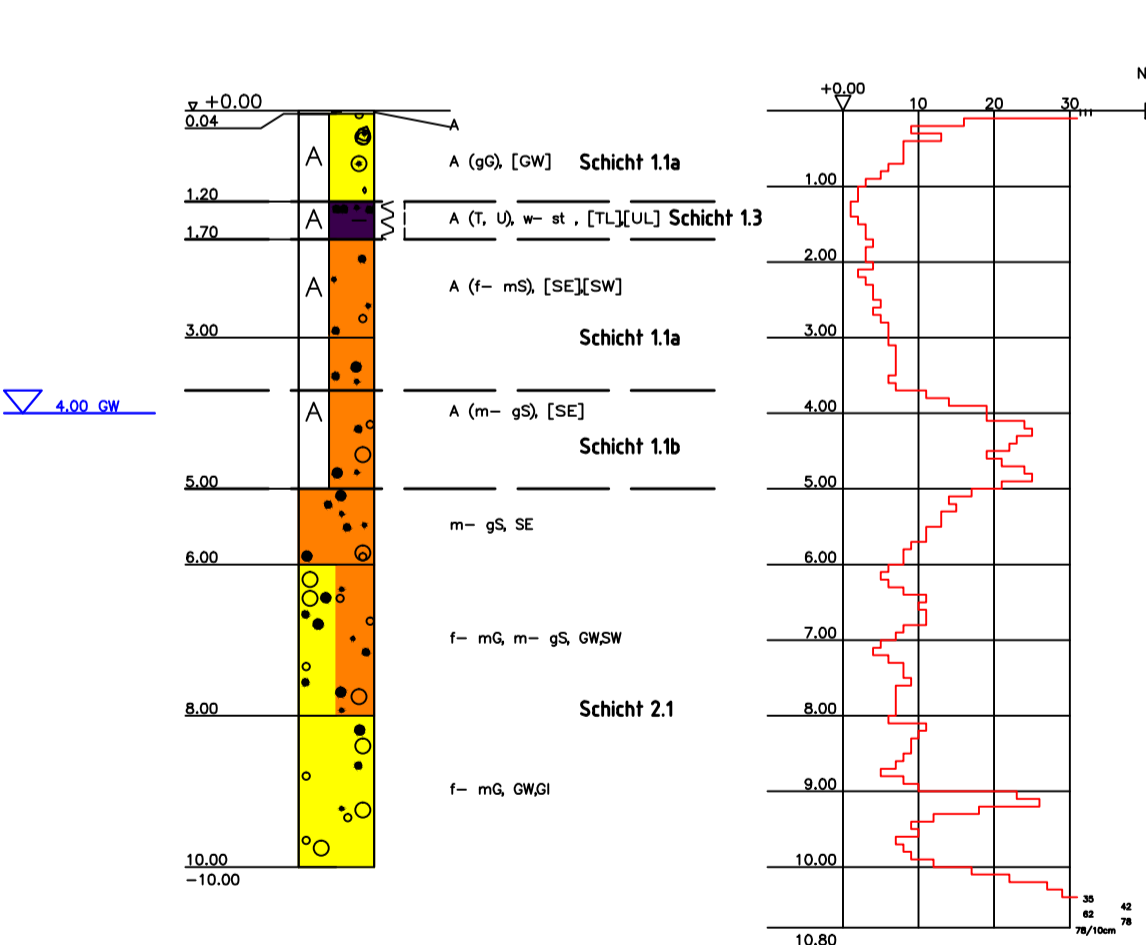 N
+0.00
+0.00
10 20 30
0.04
A
A
A (gG), [GW] Schicht 1.1a
1.00
1.20
A
A (T, U), w- st , [TL],[UL] Schicht 1.3
1.70
2.00
A
A (f- mS), [SE],[SW]
3.00
Schicht 1.1a
3.00
4.00 GW
A
A (m- gS), [SE]
4.00
Schicht 1.1b
5.00
5.00
m- gS, SE
6.00
6.00
f- mG, m- gS, GW,SW
7.00
8.00
Schicht 2.1
8.00
f- mG, GW,GI
9.00
10.00
10.00
-10.00
35
42
62
78
78/10cm
10.80